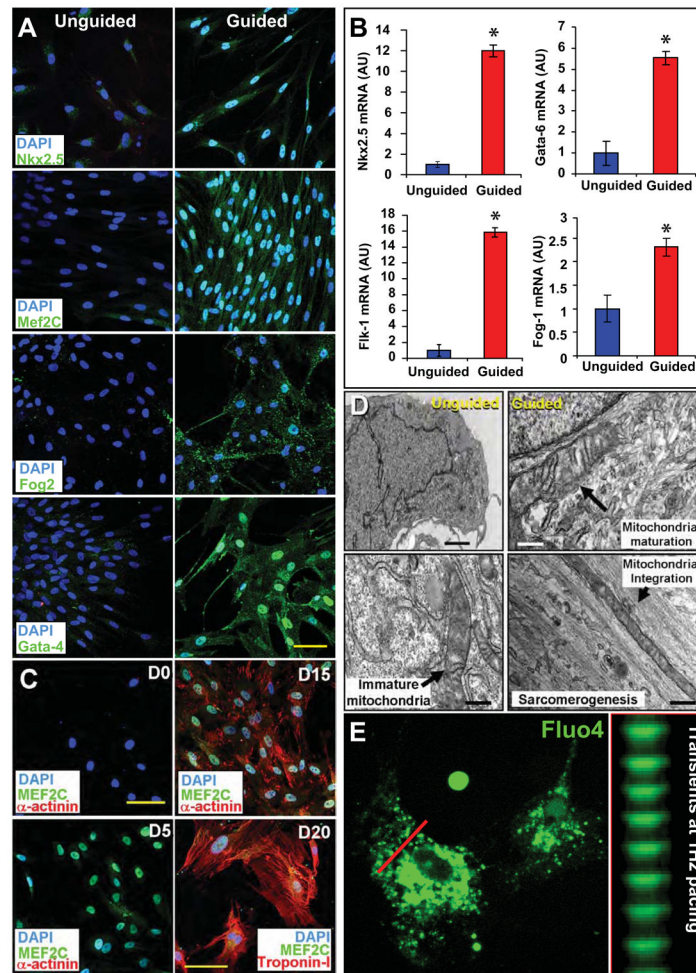 A
Unguided
Guided
DAPI
Nkx2.5
DAPI
Mef2C
DAPI
Fog2
DAPI
Gata-4
B
Nkx2.5 mRNA (AU)
14
12
10
8
6
4
2
0
Unguided Guided
*
Gata-6 mRNA (AU)
7
6
5
4
3
2
1
0
Unguided Guided
*
Flk-1 mRNA (AU)
18
16
14
12
10
8
6
4
2
0
Unguided Guided
*
Fog-1 mRNA (AU)
3
2.5
2
1.5
1
0.5
0
Unguided Guided
*
C
D0
DAPI
MEF2C
α-actinin
D15
DAPI
MEF2C
α-actinin
D5
DAPI
MEF2C
α-actinin
D20
DAPI
MEF2C
Troponin-I
D
Unguided
Guided
Mitochondria
maturation
Immature
mitochondria
Mitochondria
Integration
Sarcomerogenesis
E
Fluo4
Transients at 1Hz pacing